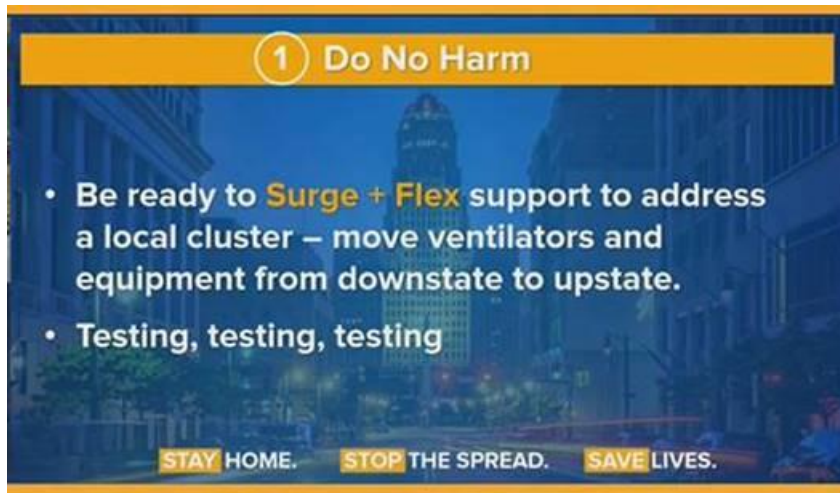 1 Do No Harm
• Be ready to Surge + Flex support to address
a local cluster – move ventilators and
equipment from downstate to upstate.
• Testing, testing, testing
STAY HOME. STOP THE SPREAD. SAVE LIVES.